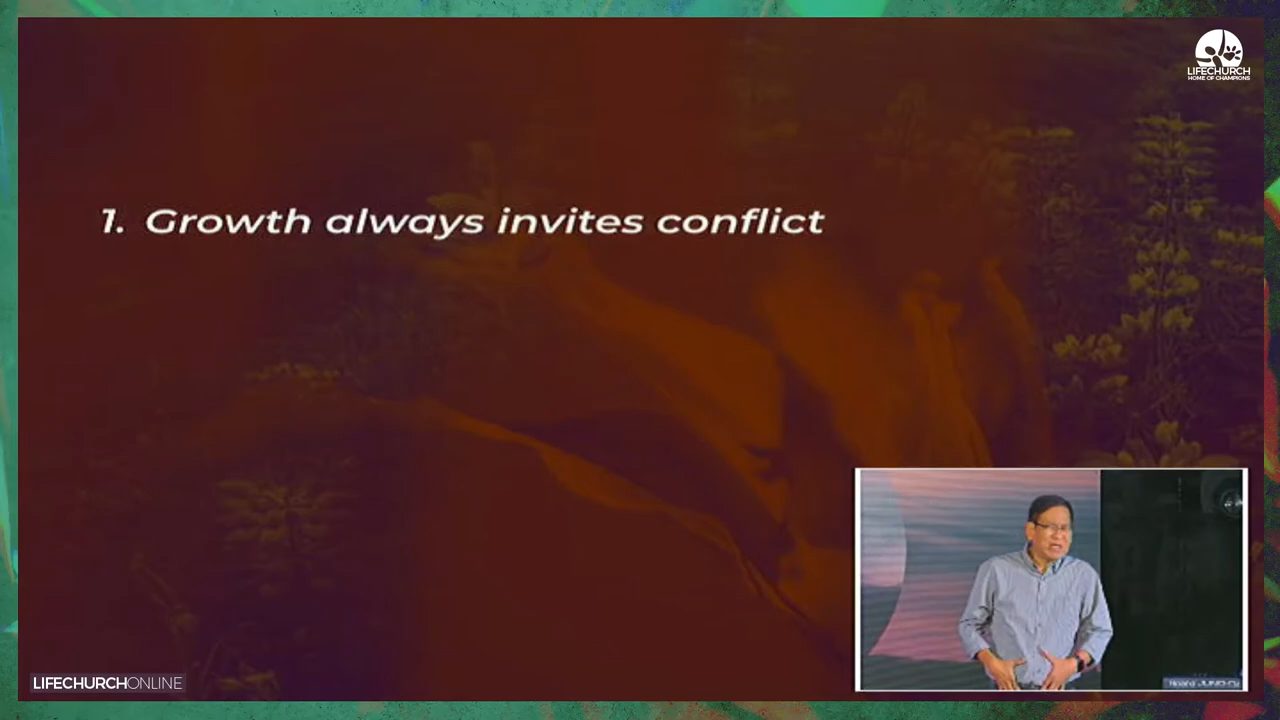 LIFECHURCH
HOME OF CHAMPIONS
1. Growth always invites conflict
LIFECHURCHONLINE